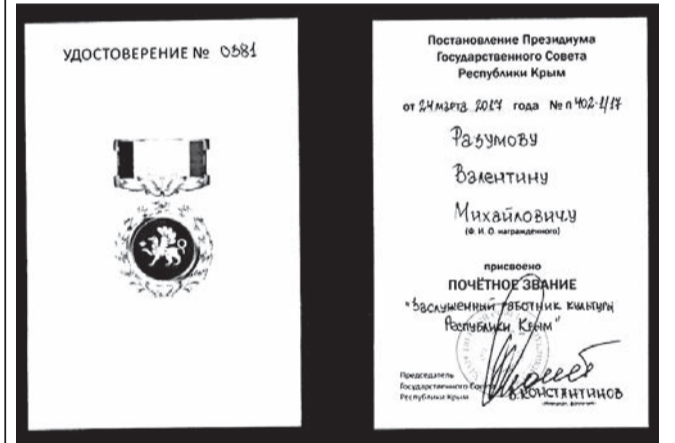 УДОСТОВЕРЕНИЕ № 0381
Постановление Президиума
Государственного Совета
Республики Крым
от 24 марта 2017 года № п 402-1/17
Разумову
Валентину
Михайловичу
(Ф. И. О. награжденного)
присвоено
ПОЧЁТНОЕ ЗВАНИЕ
"Заслуженный работник культуры
Республики Крым"
Председатель
Государственного Совета
Республики Крым
В. КОНСТАНТИНОВ